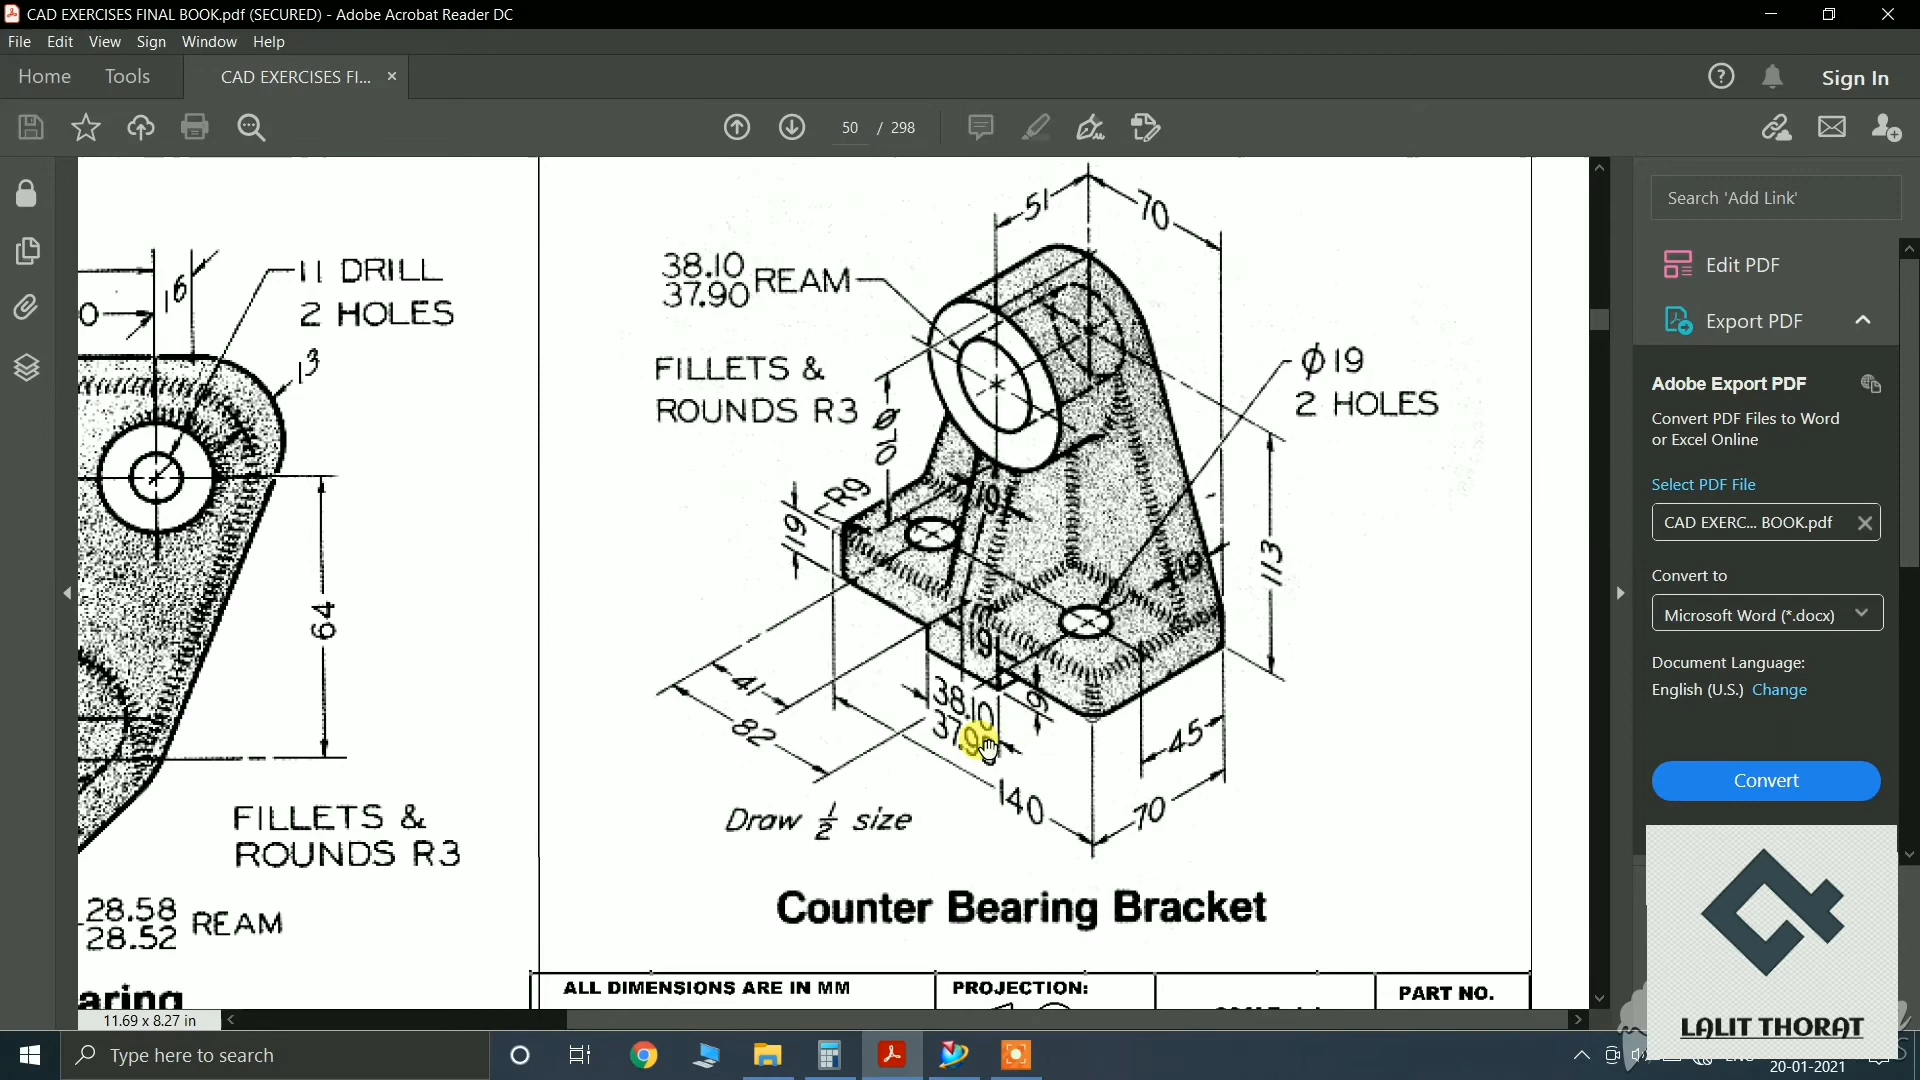 CAD EXERCISES FINAL BOOK.pdf (SECURED) - Adobe Acrobat Reader DC
File Edit View Sign Window Help
Home Tools CAD EXERCISES FI... ×
Sign In
50 / 298
Search 'Add Link'
Edit PDF
Export PDF
Adobe Export PDF
Convert PDF Files to Word
or Excel Online
Select PDF File
CAD EXERC... BOOK.pdf
Convert to
Microsoft Word (*.docx)
Document Language:
English (U.S.) Change
Convert
16
11 DRILL
2 HOLES
13
64
FILLETS &
ROUNDS R3
28.58
28.52 REAM
aring
51
70
38.10
37.90 REAM
FILLETS &
ROUNDS R3
Ø70
Ø19
2 HOLES
R9
19
19
19
19
113
41
82
38.10
9
140
45
70
Draw 1/2 size
Counter Bearing Bracket
ALL DIMENSIONS ARE IN MM
PROJECTION:
PART NO.
11.69 x 8.27 in
LALIT THORAT
Type here to search
20-01-2021